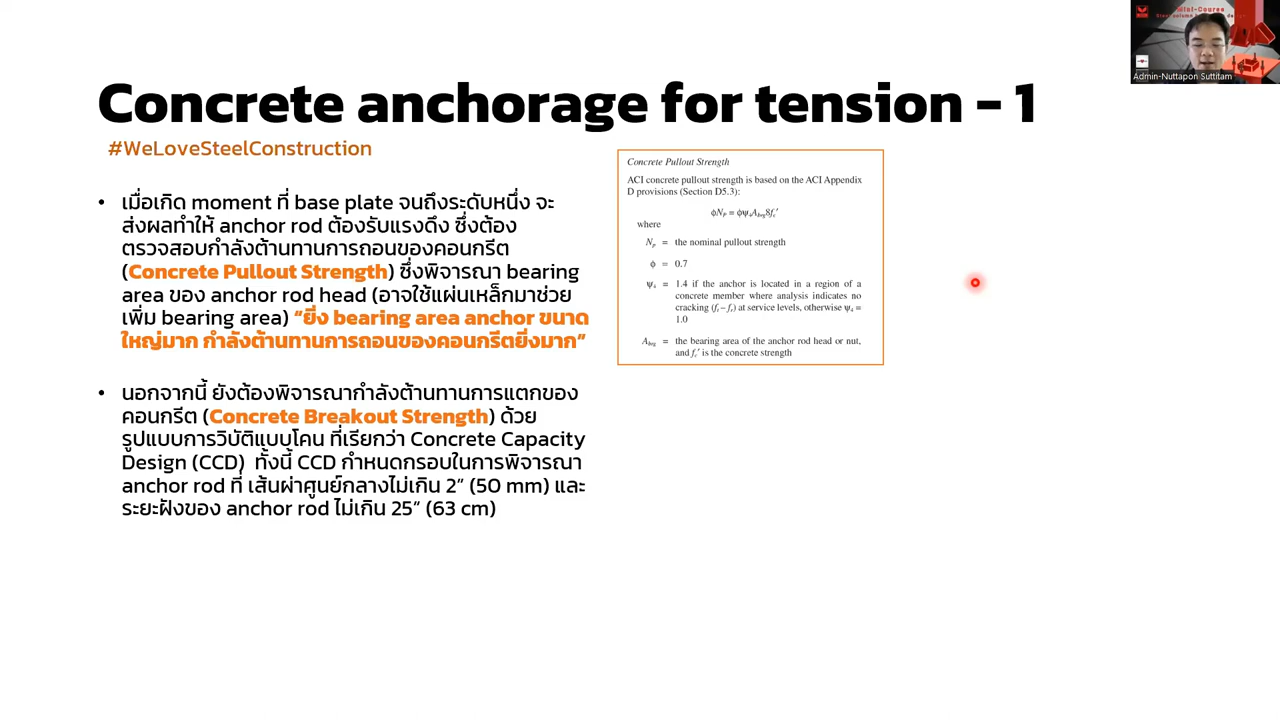 mini-Course
Admin-Nuttapon Suttitam
Concrete anchorage for tension - 1
#WeLoveSteelConstruction
• เมื่อเกิด moment ที่ base plate จนถึงระดับหนึ่ง จะ
ส่งผลทำให้ anchor rod ต้องรับแรงดึง ซึ่งต้อง
ตรวจสอบกำลังต้านทานการถอนของคอนกรีต
(Concrete Pullout Strength) ซึ่งพิจารณา bearing
area ของ anchor rod head (อาจใช้แผ่นเหล็กมาช่วย
เพิ่ม bearing area) “ยิ่ง bearing area anchor ขนาด
ใหญ่มาก กำลังต้านทานการถอนของคอนกรีตยิ่งมาก”
• นอกจากนี้ ยังต้องพิจารณากำลังต้านทานการแตกของ
คอนกรีต (Concrete Breakout Strength) ด้วย
รูปแบบการวิบัติแบบโคน ที่เรียกว่า Concrete Capacity
Design (CCD) ทั้งนี้ CCD กำหนดกรอบในการพิจารณา
anchor rod ที่ เส้นผ่าศูนย์กลางไม่เกิน 2” (50 mm) และ
ระยะฝังของ anchor rod ไม่เกิน 25” (63 cm)
Concrete Pullout Strength
ACI concrete pullout strength is based on the ACI Appendix
D provisions (Section D5.3):
ϕNₚ = ϕψ₄A_brg8f_c′
where
Nₚ = the nominal pullout strength
ϕ = 0.7
ψ₄ = 1.4 if the anchor is located in a region of a
concrete member where analysis indicates no
cracking (fₜ – fᵣ) at service levels, otherwise ψ₄ =
1.0
A_brg = the bearing area of the anchor rod head or nut,
and f_c′ is the concrete strength